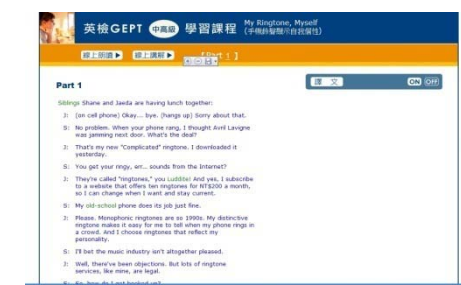 英檢GEPT 中高級 學習課程 My Ringtone, Myself
(手機鈴聲顯示自我個性)
線上朗讀 線上講解 [ Part 1 ]
Part 1
譯 文 ON Off
Siblings Shane and Jaeda are having lunch together:
J: (on cell phone) Okay... bye. (hangs up) Sorry about that.
S: No problem. When your phone rang, I thought Avril Lavigne
was jamming next door. What's the deal?
J: That's my new "Complicated" ringtone. I downloaded it
yesterday.
S: You get your ringy, err... sounds from the Internet?
J: They're called "ringtones," you Luddite! And yes, I subscribe
to a website that offers ten ringtones for NT$200 a month,
so I can change when I want and stay current.
S: My old-school phone does its job just fine.
J: Please. Monophonic ringtones are so 1990s. My distinctive
ringtone makes it easy for me to tell when my phone rings in
a crowd. And I choose ringtones that reflect my
personality.
S: I'll bet the music industry isn't altogether pleased.
J: Well, there've been objections. But lots of ringtone
services, like mine, are legal.
S: So, how do I get hooked up?